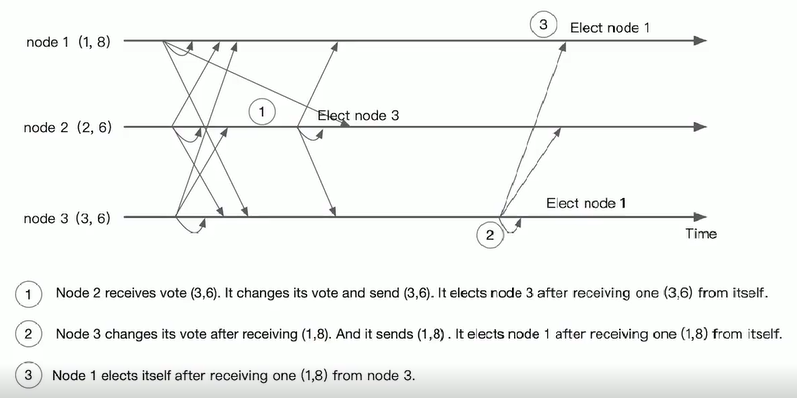 3 Elect node 1
node 1 (1, 8)
1 Elect node 3
node 2 (2, 6)
Elect node 1
node 3 (3, 6)
2 Time
1 Node 2 receives vote (3,6). It changes its vote and send (3,6). It elects node 3 after receiving one (3,6) from itself.
2 Node 3 changes its vote after receiving (1,8). And it sends (1,8) . It elects node 1 after receiving one (1,8) from itself.
3 Node 1 elects itself after receiving one (1,8) from node 3.